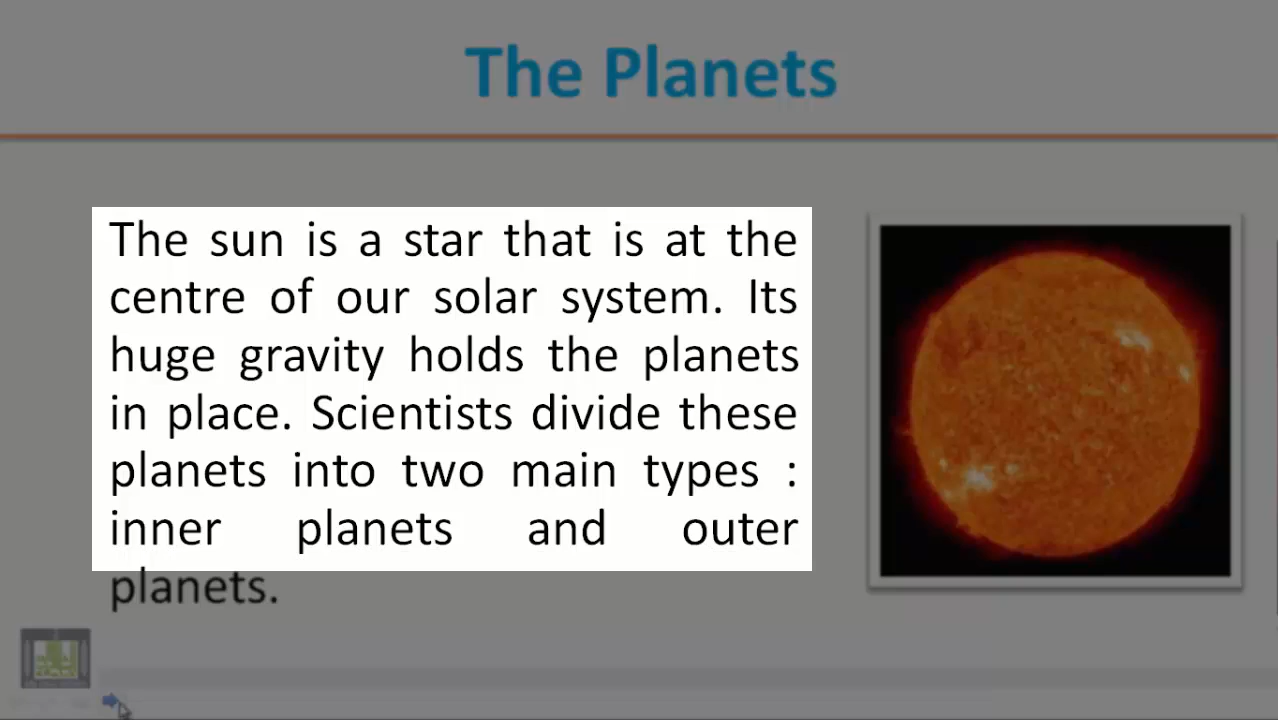 The Planets
The sun is a star that is at the
centre of our solar system. Its
huge gravity holds the planets
in place. Scientists divide these
planets into two main types :
inner planets and outer
planets.